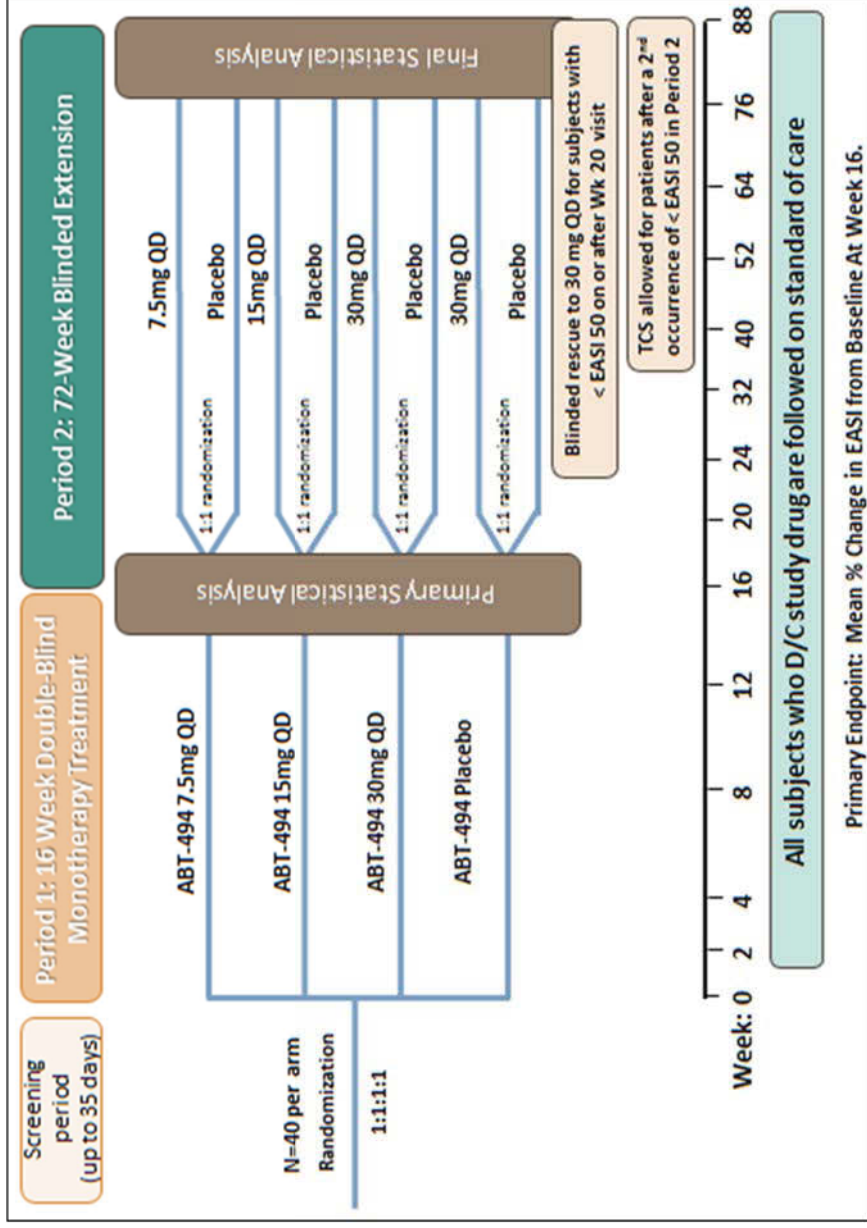 Screening
period
(up to 35 days)
Period 1: 16 Week Double-Blind
Monotherapy Treatment
Period 2: 72-Week Blinded Extension
N=40 per arm
Randomization
1:1:1:1
ABT-494 7.5mg QD
ABT-494 15mg QD
ABT-494 30mg QD
ABT-494 Placebo
Primary Statistical Analysis
1:1 randomization
7.5mg QD
Placebo
1:1 randomization
15mg QD
Placebo
1:1 randomization
30mg QD
Placebo
1:1 randomization
30mg QD
Placebo
Final Statistical Analysis
Blinded rescue to 30 mg QD for subjects with
< EASI 50 on or after Wk 20 visit
TCS allowed for patients after a 2nd
occurrence of < EASI 50 in Period 2
Week: 0 2 4 8 12 16 20 24 32 40 52 64 76 88
All subjects who D/C study drug are followed on standard of care
Primary Endpoint: Mean % Change in EASI from Baseline At Week 16.